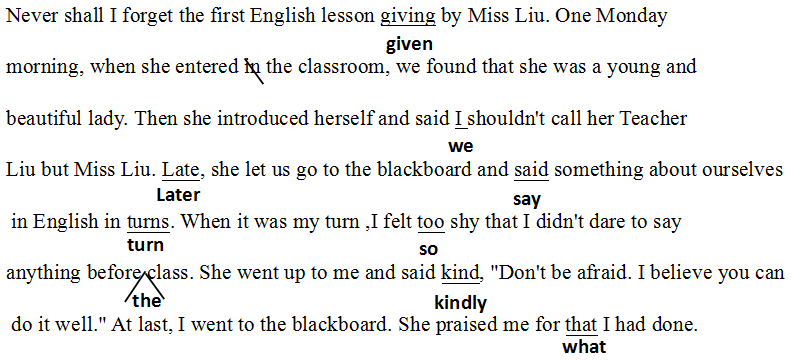 Never shall I forget the first English lesson giving by Miss Liu. One Monday
given
morning, when she entered in the classroom, we found that she was a young and
beautiful lady. Then she introduced herself and said I shouldn't call her Teacher
we
Liu but Miss Liu. Late, she let us go to the blackboard and said something about ourselves
Later say
in English in turns. When it was my turn ,I felt too shy that I didn't dare to say
turn so
anything before class. She went up to me and said kind, "Don't be afraid. I believe you can
the kindly
do it well." At last, I went to the blackboard. She praised me for that I had done.
what